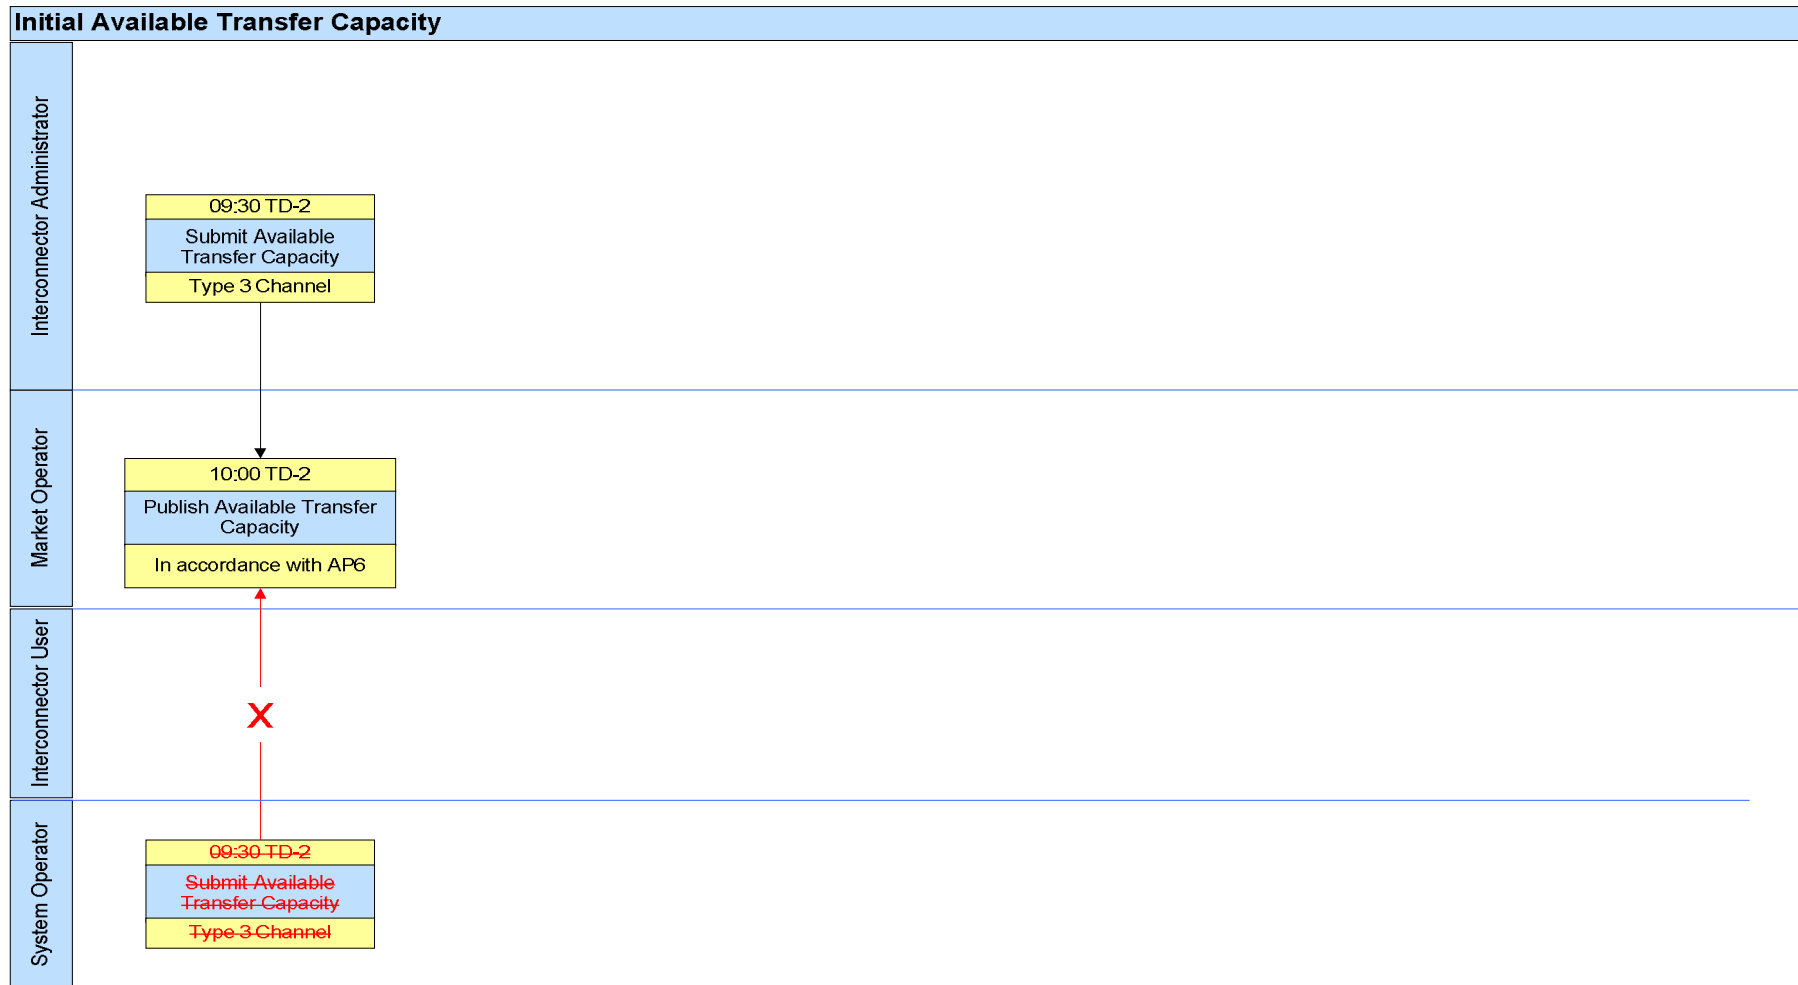 Initial Available Transfer Capacity
Interconnector Administrator
09:30 TD-2
Submit Available
Transfer Capacity
Type 3 Channel
Market Operator
10:00 TD-2
Publish Available Transfer
Capacity
In accordance with AP6
Interconnector User
X
System Operator
09:30 TD-2
Submit Available
Transfer Capacity
Type 3 Channel